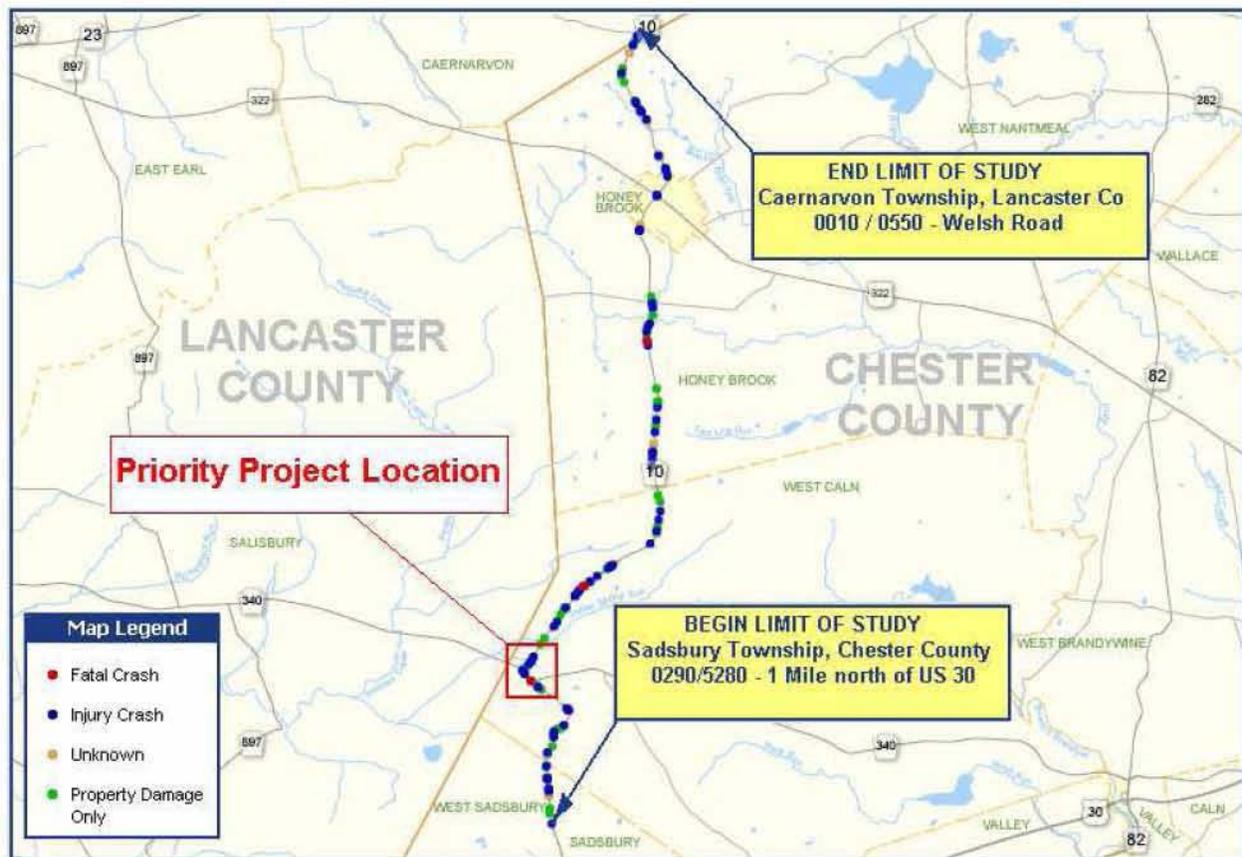 897
23
10
CAERNARVON
897
322
282
WEST NANTMEAL
EAST EARL
END LIMIT OF STUDY
Caernarvon Township, Lancaster Co
0010 / 0550 - Welsh Road
HONEY
BROOK
WALLACE
322
LANCASTER
COUNTY
897
HONEY BROOK
CHESTER
COUNTY
82
Priority Project Location
10
WEST CALN
SALISBURY
340
BEGIN LIMIT OF STUDY
Sadsbury Township, Chester County
0290/5280 - 1 Mile north of US 30
WEST BRANDYWINE
Map Legend
Fatal Crash
Injury Crash
Unknown
Property Damage
Only
897
340
WEST SADSBURY
SADSBURY
VALLEY
30
VALLEY
CALN
82